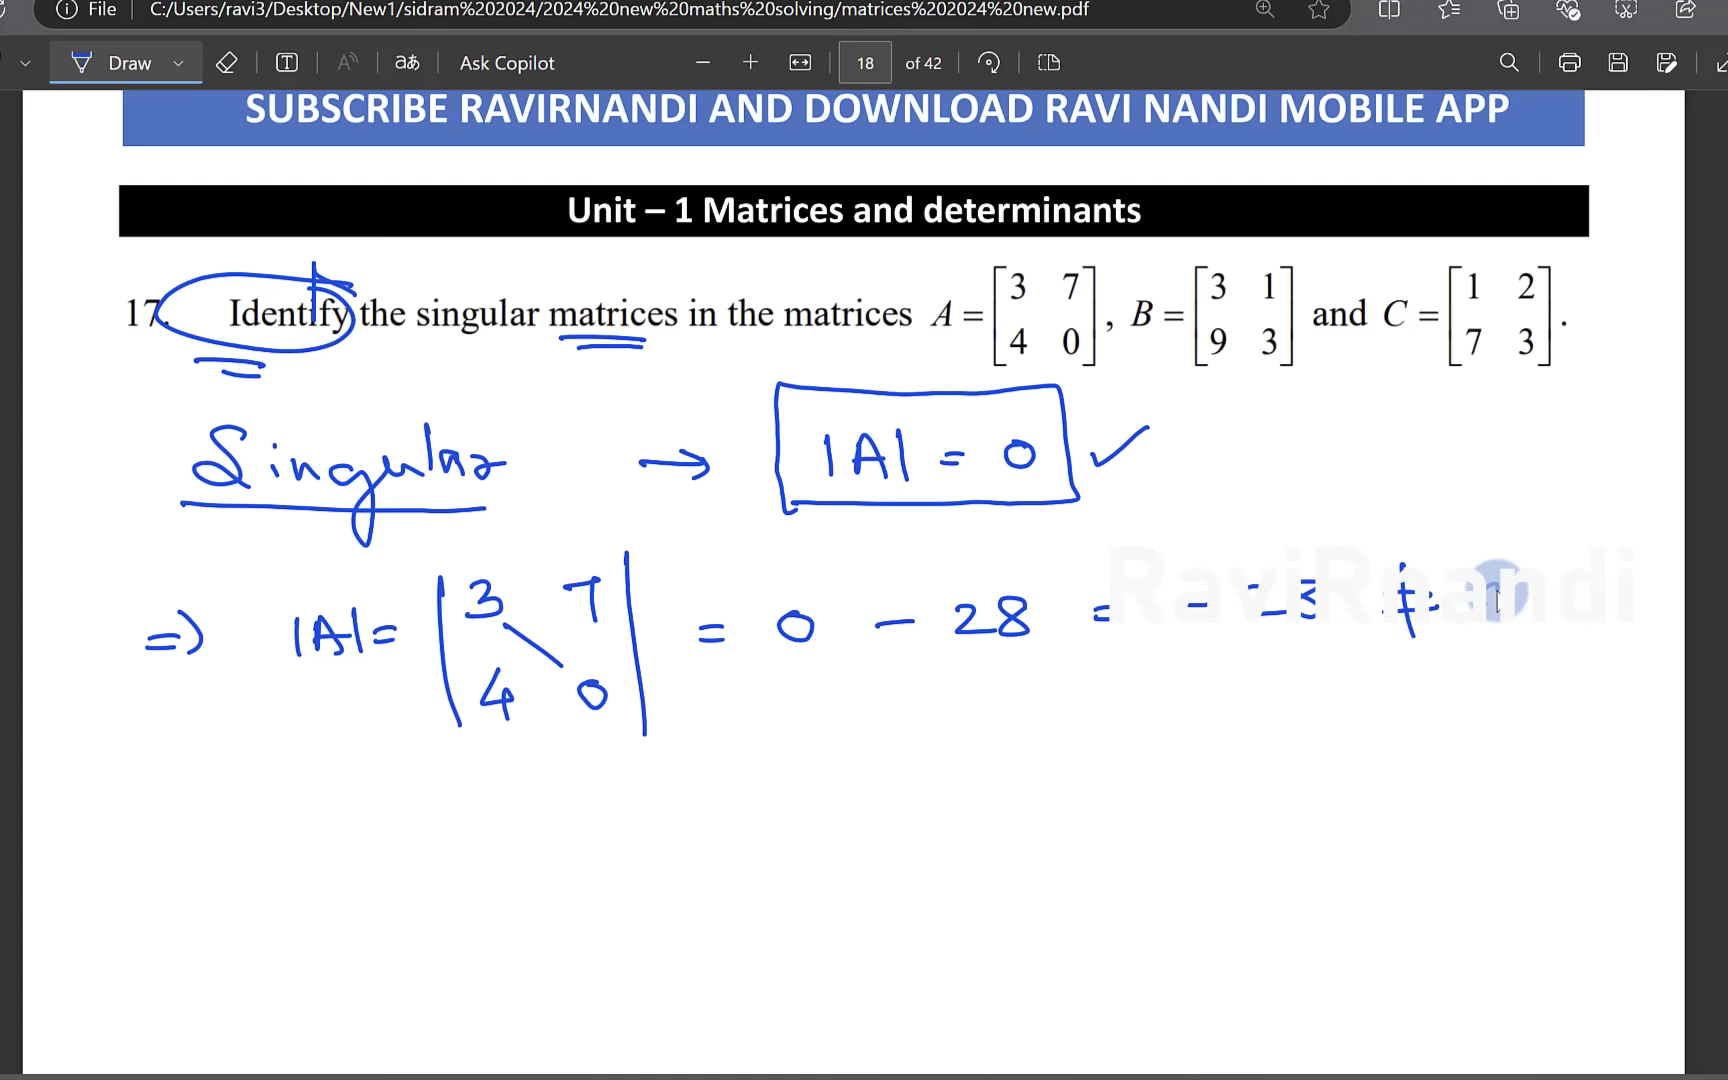 File C:/Users/ravi3/Desktop/New1/sidram%202024/2024%20new%20maths%20solving/matrices%202024%20new.pdf
Draw T aあ Ask Copilot 18 of 42
SUBSCRIBE RAVIRNANDI AND DOWNLOAD RAVI NANDI MOBILE APP
Unit – 1 Matrices and determinants
17. Identify the singular matrices in the matrices A = [3 7; 4 0], B = [3 1; 9 3] and C = [1 2; 7 3].
Singular → |A| = 0 ✓
RaviRnandi
⇒ |A| = |3 7; 4 0| = 0 − 28 = -